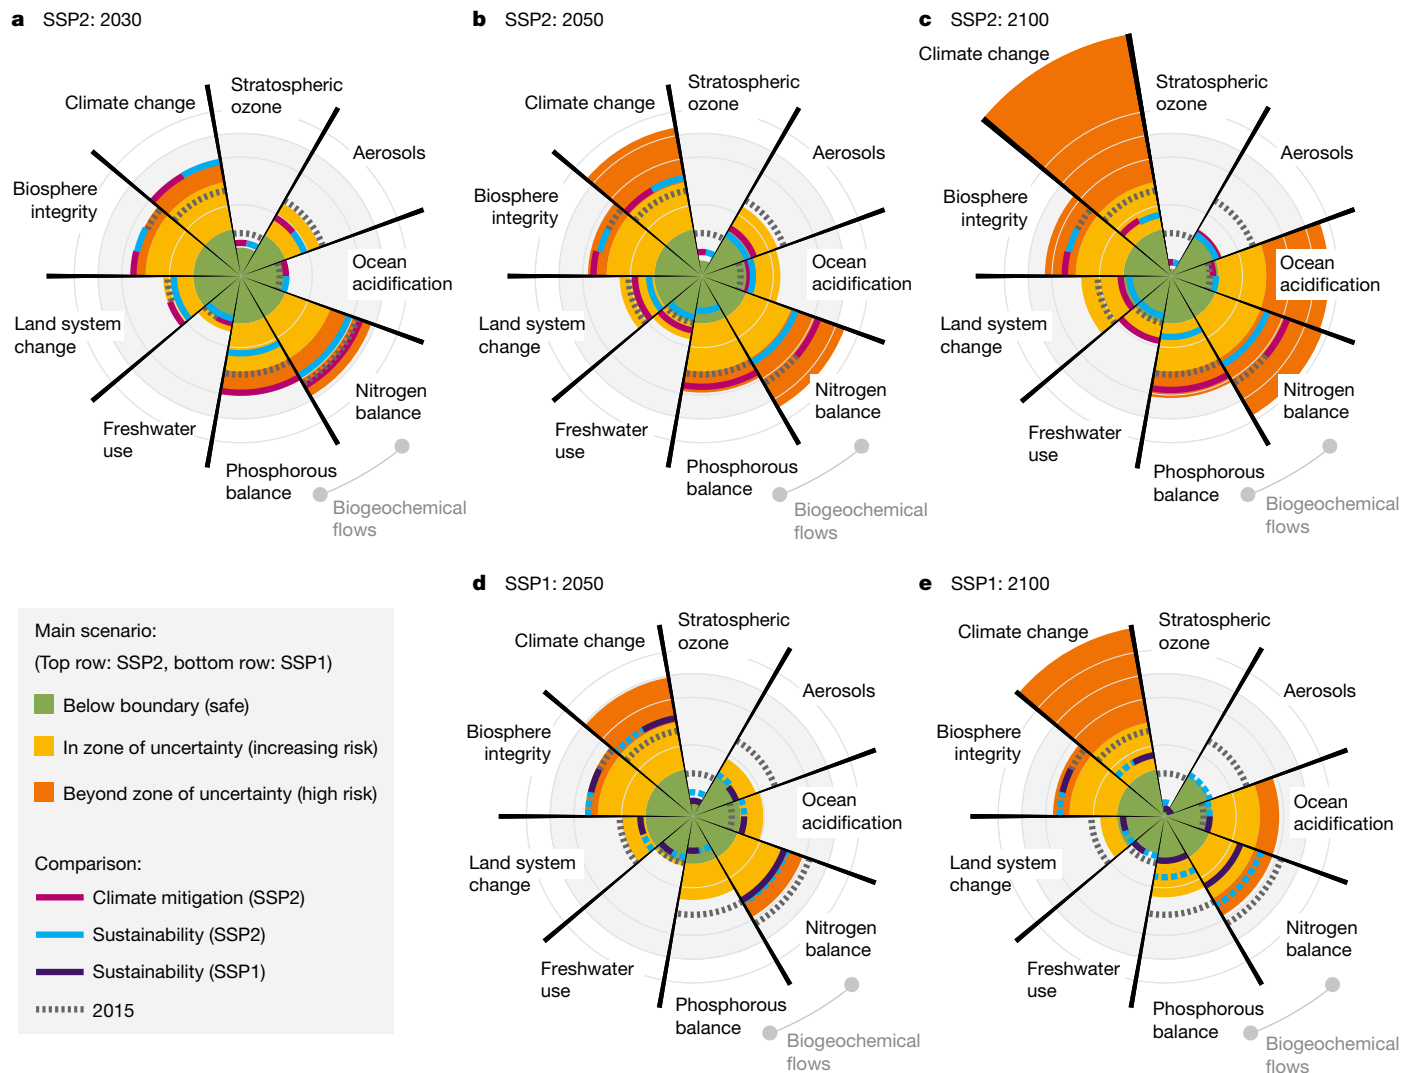 a SSP2: 2030
Climate change
Stratospheric
ozone
Aerosols
Biosphere
integrity
Ocean
acidification
Land system
change
Nitrogen
balance
Freshwater
use
Phosphorous
balance
Biogeochemical
flows
b SSP2: 2050
Climate change
Stratospheric
ozone
Aerosols
Biosphere
integrity
Ocean
acidification
Land system
change
Nitrogen
balance
Freshwater
use
Phosphorous
balance
Biogeochemical
flows
c SSP2: 2100
Climate change
Stratospheric
ozone
Aerosols
Biosphere
integrity
Ocean
acidification
Land system
change
Nitrogen
balance
Freshwater
use
Phosphorous
balance
Biogeochemical
flows
Main scenario:
(Top row: SSP2, bottom row: SSP1)
Below boundary (safe)
In zone of uncertainty (increasing risk)
Beyond zone of uncertainty (high risk)
Comparison:
Climate mitigation (SSP2)
Sustainability (SSP2)
Sustainability (SSP1)
2015
d SSP1: 2050
Climate change
Stratospheric
ozone
Aerosols
Biosphere
integrity
Ocean
acidification
Land system
change
Nitrogen
balance
Freshwater
use
Phosphorous
balance
Biogeochemical
flows
e SSP1: 2100
Climate change
Stratospheric
ozone
Aerosols
Biosphere
integrity
Ocean
acidification
Land system
change
Nitrogen
balance
Freshwater
use
Phosphorous
balance
Biogeochemical
flows